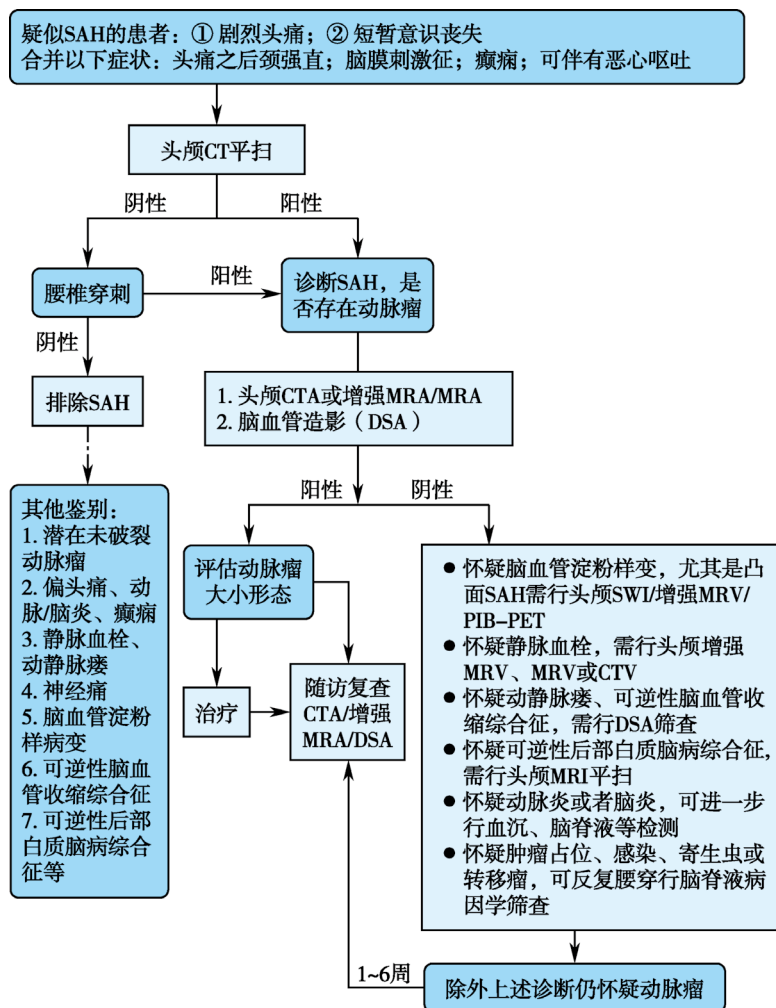 疑似SAH的患者：① 剧烈头痛；② 短暂意识丧失
合并以下症状：头痛之后颈强直；脑膜刺激征；癫痫；可伴有恶心呕吐
头颅CT平扫
阴性
阳性
腰椎穿刺
阳性
诊断SAH，是
否存在动脉瘤
阴性
排除SAH
1. 头颅CTA或增强MRA/MRA
2. 脑血管造影（DSA）
阳性
阴性
其他鉴别：
1. 潜在未破裂
动脉瘤
2. 偏头痛、动
脉/脑炎、癫痫
3. 静脉血栓、
动静脉瘘
4. 神经痛
5. 脑血管淀粉
样病变
6. 可逆性脑血
管收缩综合征
7. 可逆性后部
白质脑病综合
征等
评估动脉瘤
大小形态
治疗
随访复查
CTA/增强
MRA/DSA
● 怀疑脑血管淀粉样变，尤其是凸
面SAH需行头颅SWI/增强MRV/
PIB-PET
● 怀疑静脉血栓，需行头颅增强
MRV、MRV或CTV
● 怀疑动静脉瘘、可逆性脑血管收
缩综合征，需行DSA筛查
● 怀疑可逆性后部白质脑病综合征，
需行头颅MRI平扫
● 怀疑动脉炎或者脑炎，可进一步
行血沉、脑脊液等检测
● 怀疑肿瘤占位、感染、寄生虫或
转移瘤，可反复腰穿行脑脊液病
因学筛查
1~6周
除外上述诊断仍怀疑动脉瘤